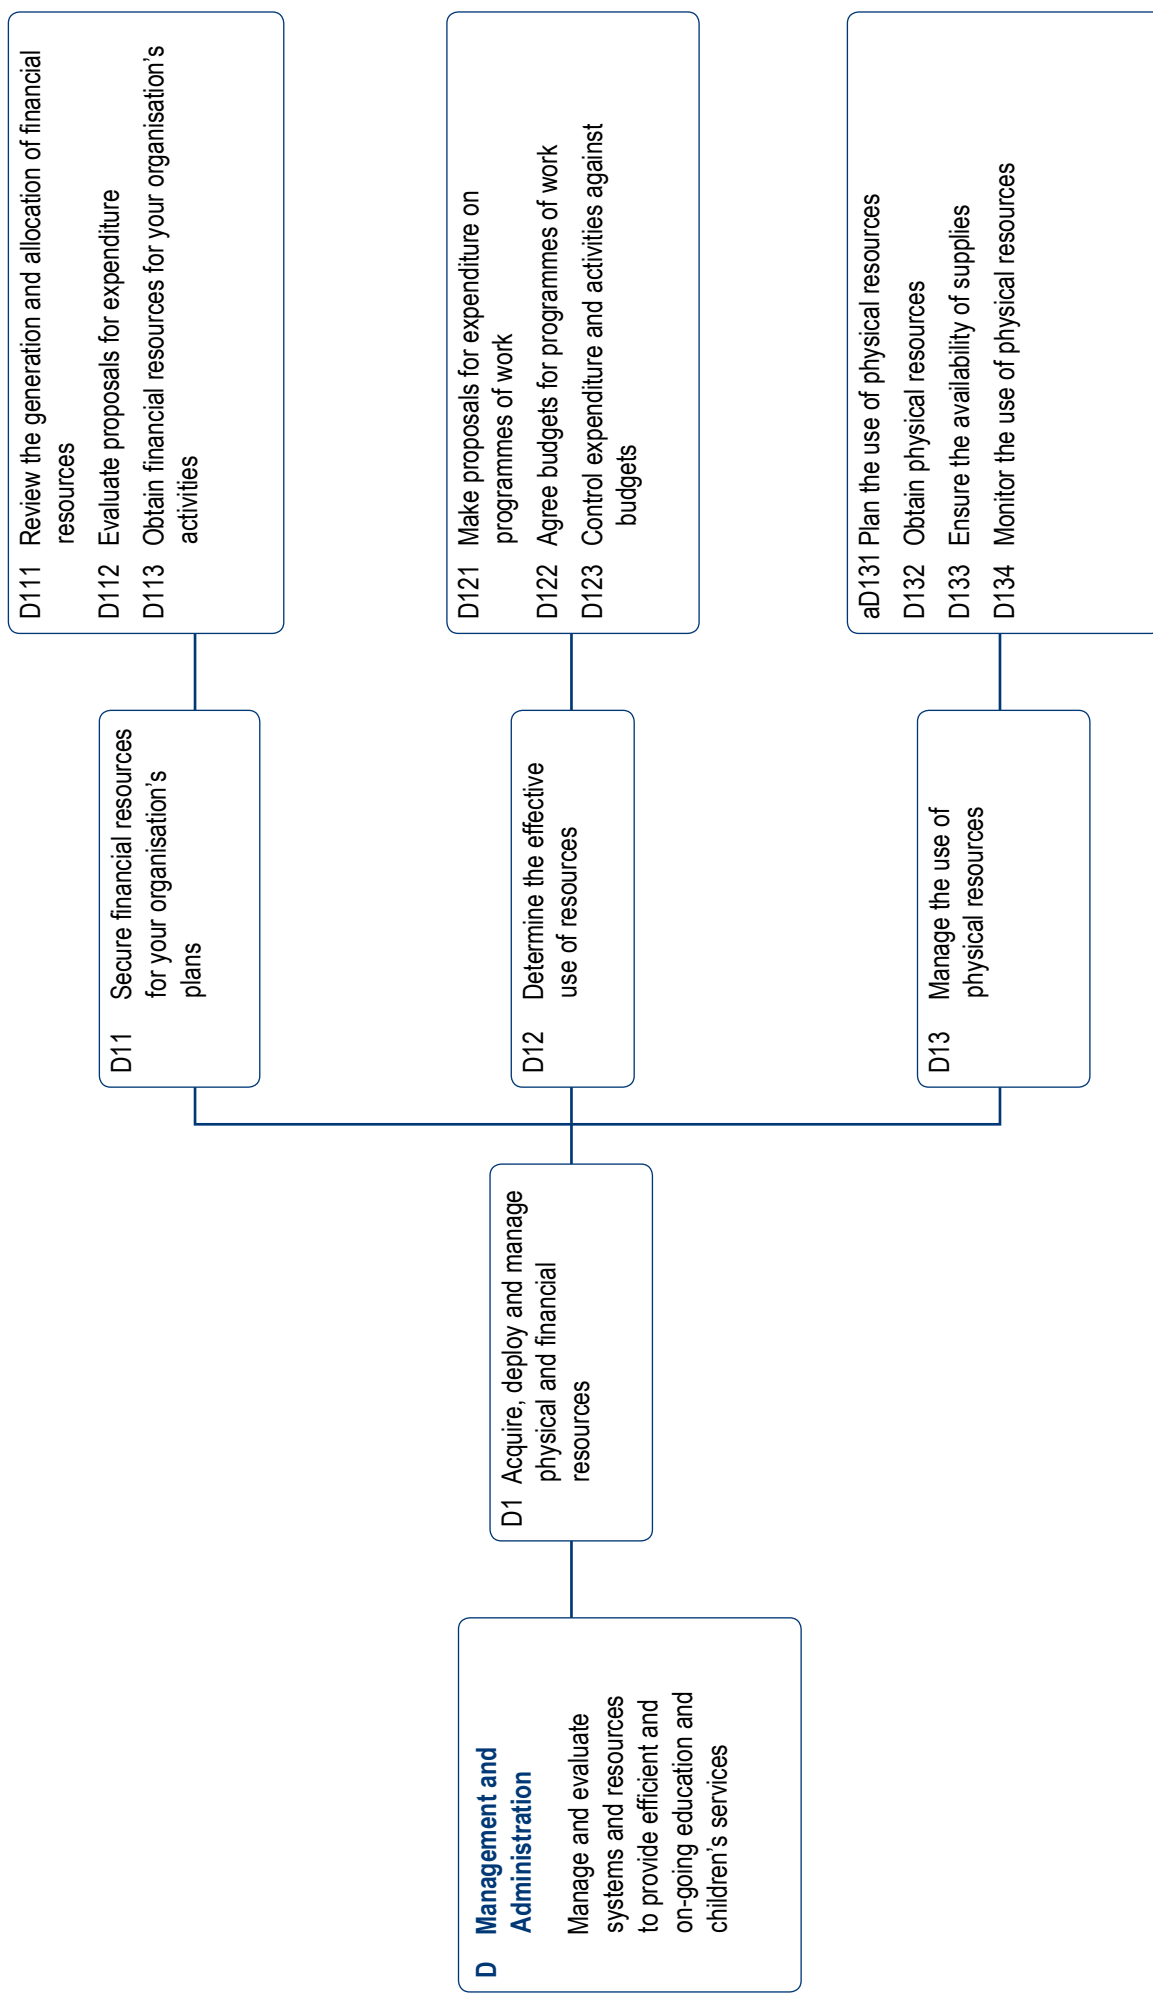 D Management and
Administration
Manage and evaluate
systems and resources
to provide efficient and
on-going education and
children's services
D1 Acquire, deploy and manage
physical and financial
resources
D11 Secure financial resources
for your organisation's
plans
D12 Determine the effective
use of resources
D13 Manage the use of
physical resources
D111 Review the generation and allocation of financial
resources
D112 Evaluate proposals for expenditure
D113 Obtain financial resources for your organisation's
activities
D121 Make proposals for expenditure on
programmes of work
D122 Agree budgets for programmes of work
D123 Control expenditure and activities against
budgets
aD131 Plan the use of physical resources
D132 Obtain physical resources
D133 Ensure the availability of supplies
D134 Monitor the use of physical resources